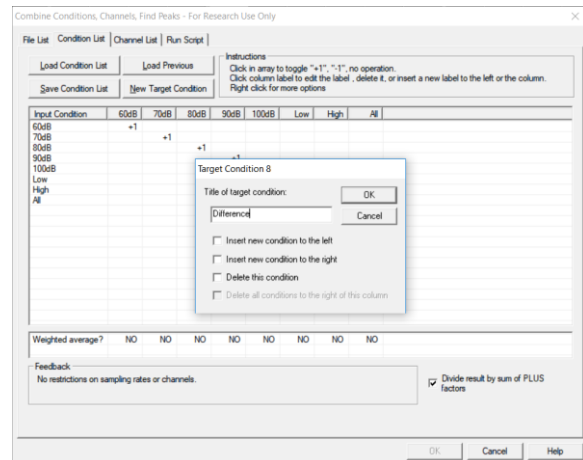 Combine Conditions, Channels, Find Peaks - For Research Use Only
File List Condition List Channel List Run Script
Load Condition List Load Previous
Save Condition List New Target Condition
Instructions
Click in array to toggle "+1", "-1", no operation.
Click column label to edit the label , delete it, or insert a new label to the left or the column.
Right click for more options
Input Condition 60dB 70dB 80dB 90dB 100dB Low High All
60dB +1
70dB +1
80dB +1
90dB +1
100dB
Low
High
All
Target Condition 8
Title of target condition:
OK
Difference
Cancel
Insert new condition to the left
Insert new condition to the right
Delete this condition
Delete all conditions to the right of this column
Weighted average? NO NO NO NO NO NO NO NO
Feedback
No restrictions on sampling rates or channels.
Divide result by sum of PLUS
factors
OK Cancel Help